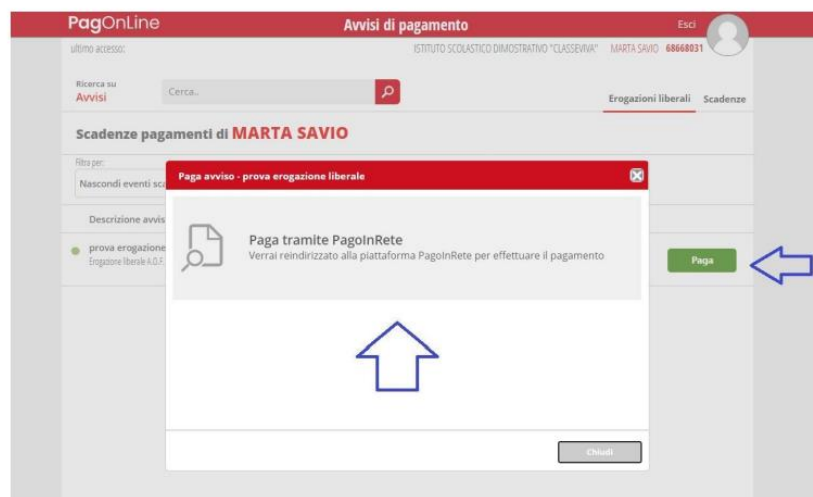 PagOnLine
Avvisi di pagamento
Esci
ultimo accesso:
ISTITUTO SCOLASTICO DIMOSTRATIVO "CLASSEVIVA" MARTA SAVIO 68668031
Ricerca su
Avvisi
Cerca..
Erogazioni liberali Scadenze
Scadenze pagamenti di MARTA SAVIO
Filtra per:
Nascondi eventi sca
Paga avviso - prova erogazione liberale
Descrizione avvis
Paga tramite PagoInRete
Verrai reindirizzato alla piattaforma PagoInRete per effettuare il pagamento
prova erogazione
Erogazione liberale A.O.F.
Paga
Chiudi